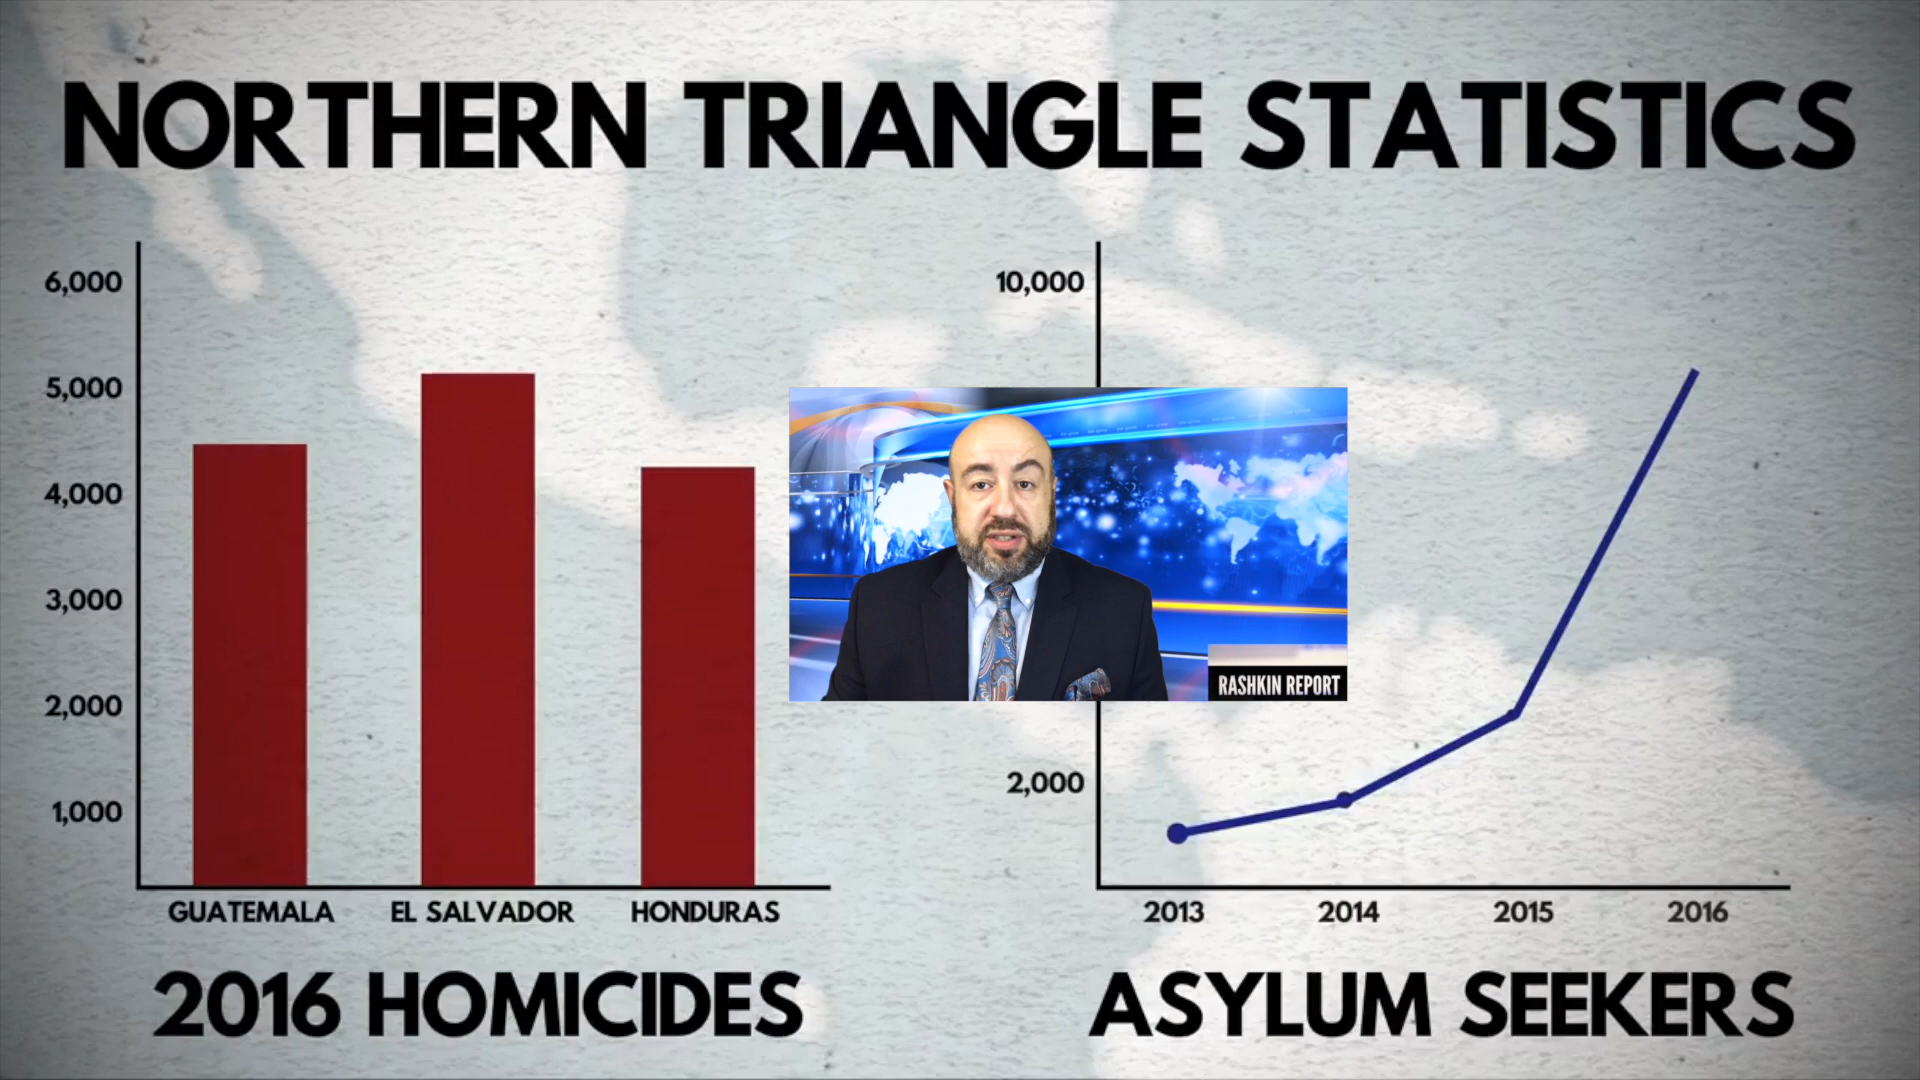 NORTHERN TRIANGLE STATISTICS
6,000
5,000
4,000
3,000
2,000
1,000
GUATEMALA EL SALVADOR HONDURAS
2016 HOMICIDES
10,000
2,000
2013 2014 2015 2016
ASYLUM SEEKERS
RASHKIN REPORT